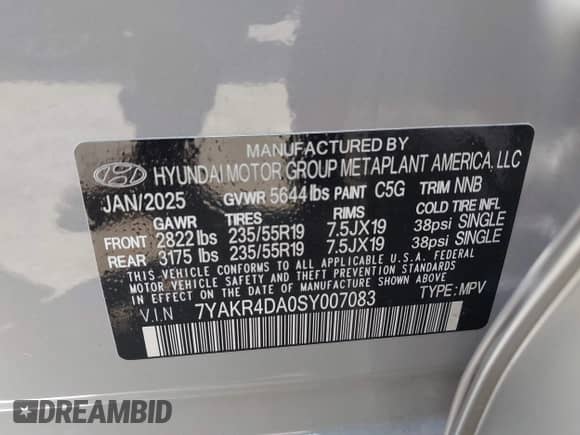 MANUFACTURED BY
HYUNDAI MOTOR GROUP METAPLANT AMERICA, LLC
JAN/2025 GVWR 5644 lbs PAINT C5G TRIM NNB
GAWR TIRES RIMS COLD TIRE INFL
FRONT 2822 lbs 235/55R19 7.5JX19 38psi SINGLE
REAR 3175 lbs 235/55R19 7.5JX19 38psi SINGLE
THIS VEHICLE CONFORMS TO ALL APPLICABLE U.S.A. FEDERAL
MOTOR VEHICLE SAFETY AND THEFT PREVENTION STANDARDS
IN EFFECT ON THE DATE OF MANUFACTURE SHOWN ABOVE.
V.I.N 7YAKR4DA0SY007083 TYPE: MPV
DREAMBID